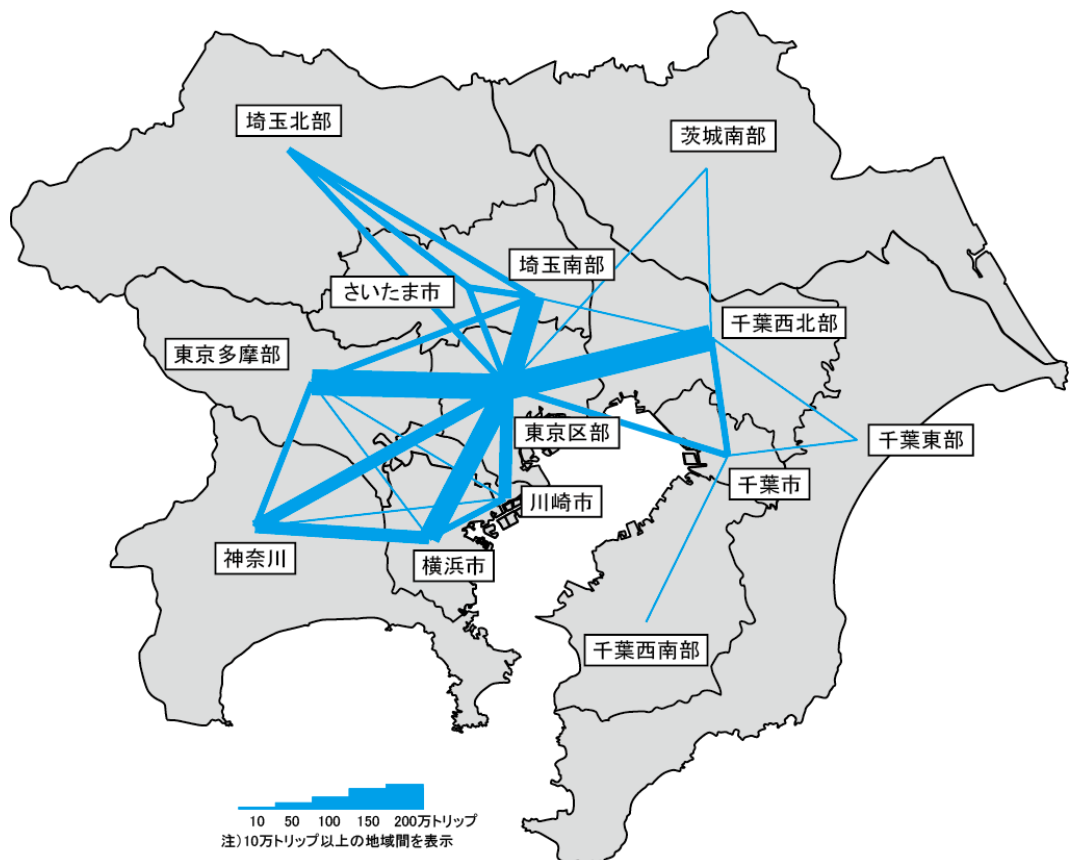 埼玉北部
茨城南部
埼玉南部
さいたま市
千葉西北部
東京多摩部
東京区部
千葉東部
千葉市
川崎市
神奈川
横浜市
千葉西南部
10 50 100 150 200万トリップ
注)10万トリップ以上の地域間を表示